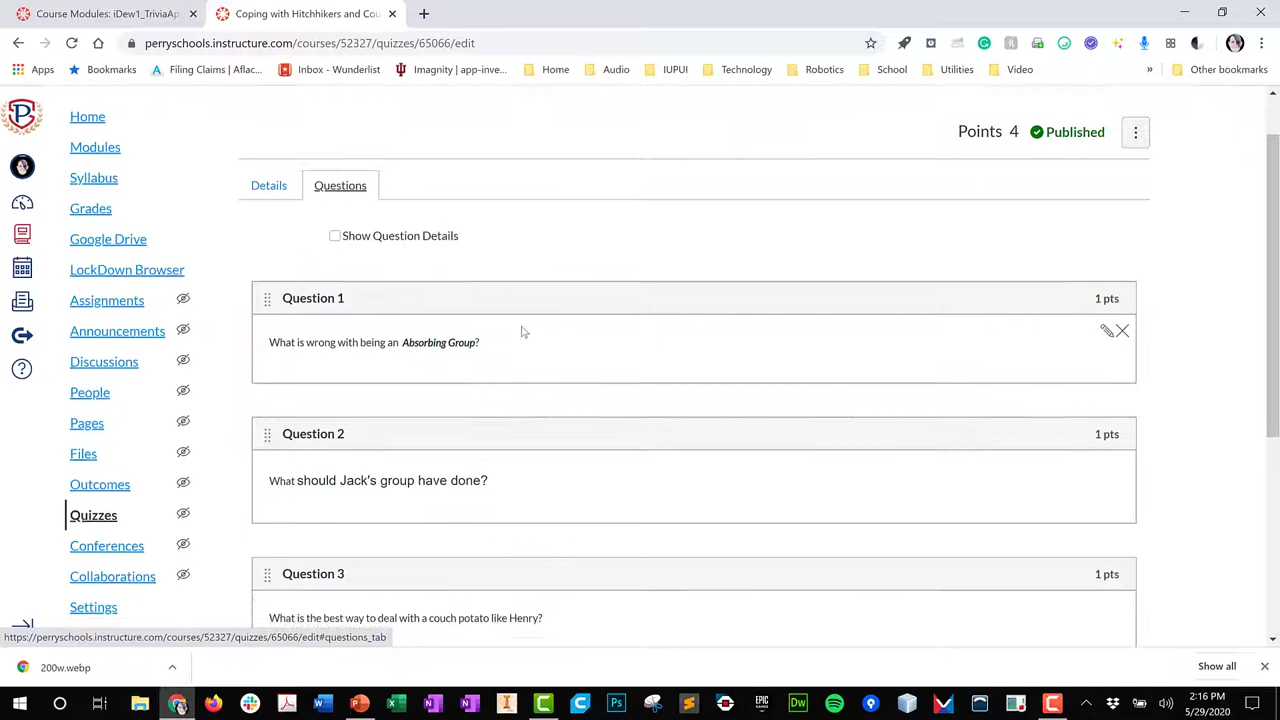 Course Modules: iDew1_TriviaAp
Coping with Hitchhikers and Cou
perryschools.instructure.com/courses/52327/quizzes/65066/edit
Apps
Bookmarks
Filing Claims | Aflac...
Inbox - Wunderlist
Imagnity | app-inve...
Home
Audio
IUPUI
Technology
Robotics
School
Utilities
Video
»
Other bookmarks
Home
Modules
Syllabus
Grades
Google Drive
LockDown Browser
Assignments
Announcements
Discussions
People
Pages
Files
Outcomes
Quizzes
Conferences
Collaborations
Settings
Points 4
Published
Details
Questions
Show Question Details
Question 1
1 pts
What is wrong with being an Absorbing Group?
Question 2
1 pts
What should Jack's group have done?
Question 3
1 pts
What is the best way to deal with a couch potato like Henry?
https://perryschools.instructure.com/courses/52327/quizzes/65066/edit#questions_tab
200w.webp
Show all
2:16 PM
5/29/2020